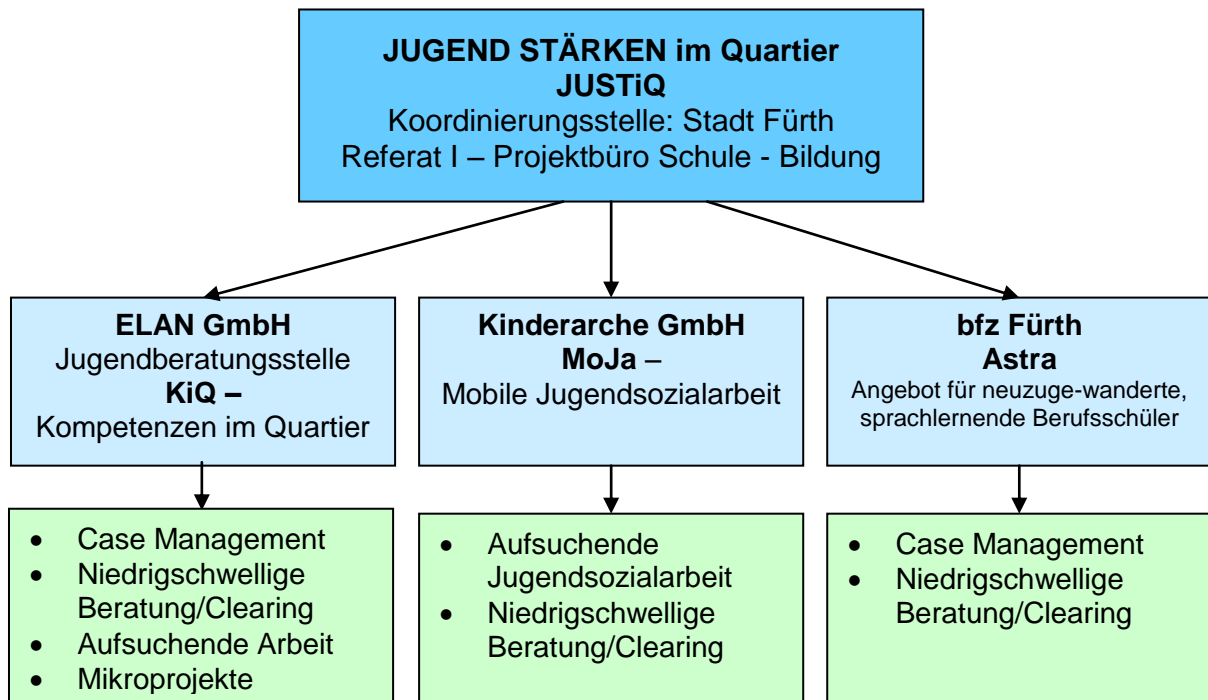 JUGEND STÄRKEN im Quartier
JUSTiQ
Koordinierungsstelle: Stadt Fürth
Referat I – Projektbüro Schule - Bildung
ELAN GmbH
Jugendberatungsstelle
KiQ –
Kompetenzen im Quartier
Kinderarche GmbH
MoJa –
Mobile Jugendsozialarbeit
bfz Fürth
Astra
Angebot für neuzuge-wanderte,
sprachlernende Berufsschüler
• Case Management
• Niedrigschwellige
Beratung/Clearing
• Aufsuchende Arbeit
• Mikroprojekte
• Aufsuchende
Jugendsozialarbeit
• Niedrigschwellige
Beratung/Clearing
• Case Management
• Niedrigschwellige
Beratung/Clearing